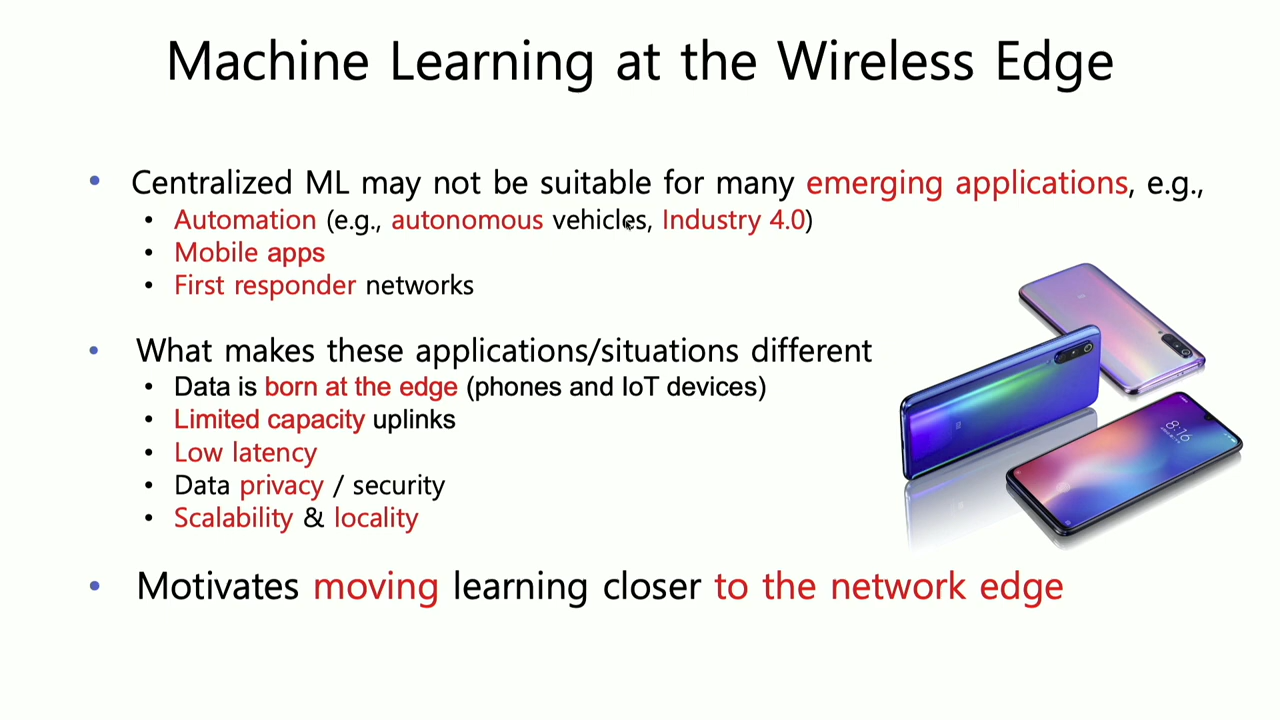 Machine Learning at the Wireless Edge
• Centralized ML may not be suitable for many emerging applications, e.g.,
• Automation (e.g., autonomous vehicles, Industry 4.0)
• Mobile apps
• First responder networks
• What makes these applications/situations different
• Data is born at the edge (phones and IoT devices)
• Limited capacity uplinks
• Low latency
• Data privacy / security
• Scalability & locality
• Motivates moving learning closer to the network edge
8:16